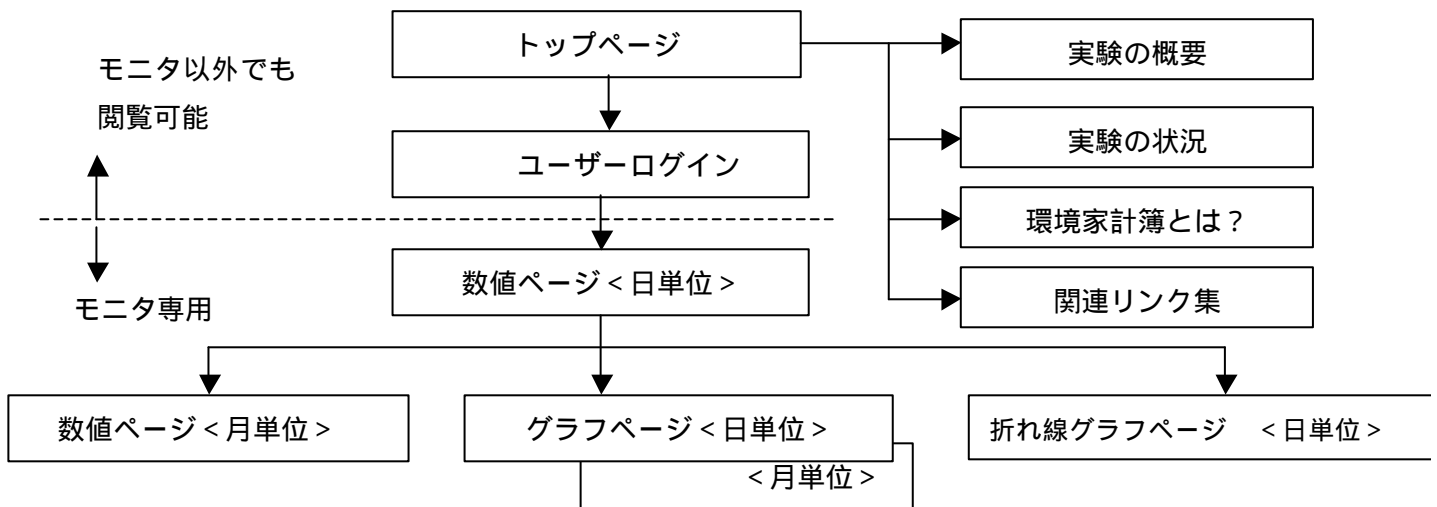 トップページ
実験の概要
モニタ以外でも
閲覧可能
ユーザーログイン
実験の状況
環境家計簿とは？
数値ページ＜日単位＞
モニタ専用
関連リンク集
数値ページ＜月単位＞
グラフページ＜日単位＞
折れ線グラフページ　＜日単位＞
＜月単位＞